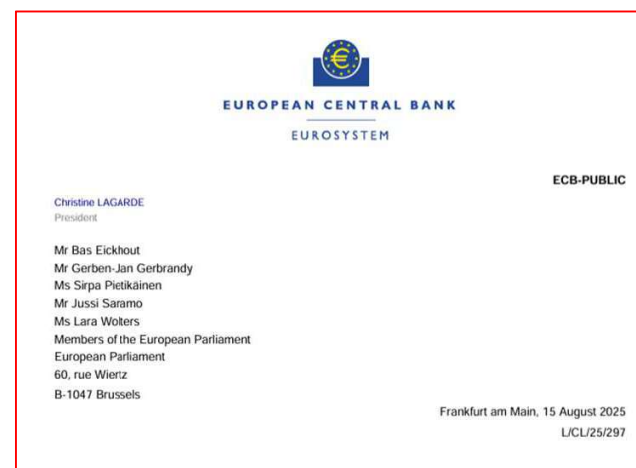 EUROPEAN CENTRAL BANK
EUROSYSTEM
ECB-PUBLIC
Christine LAGARDE
President
Mr Bas Eickhout
Mr Gerben-Jan Gerbrandy
Ms Sirpa Pietikäinen
Mr Jussi Saramo
Ms Lara Wolters
Members of the European Parliament
European Parliament
60, rue Wiertz
B-1047 Brussels
Frankfurt am Main, 15 August 2025
L/CL/25/297